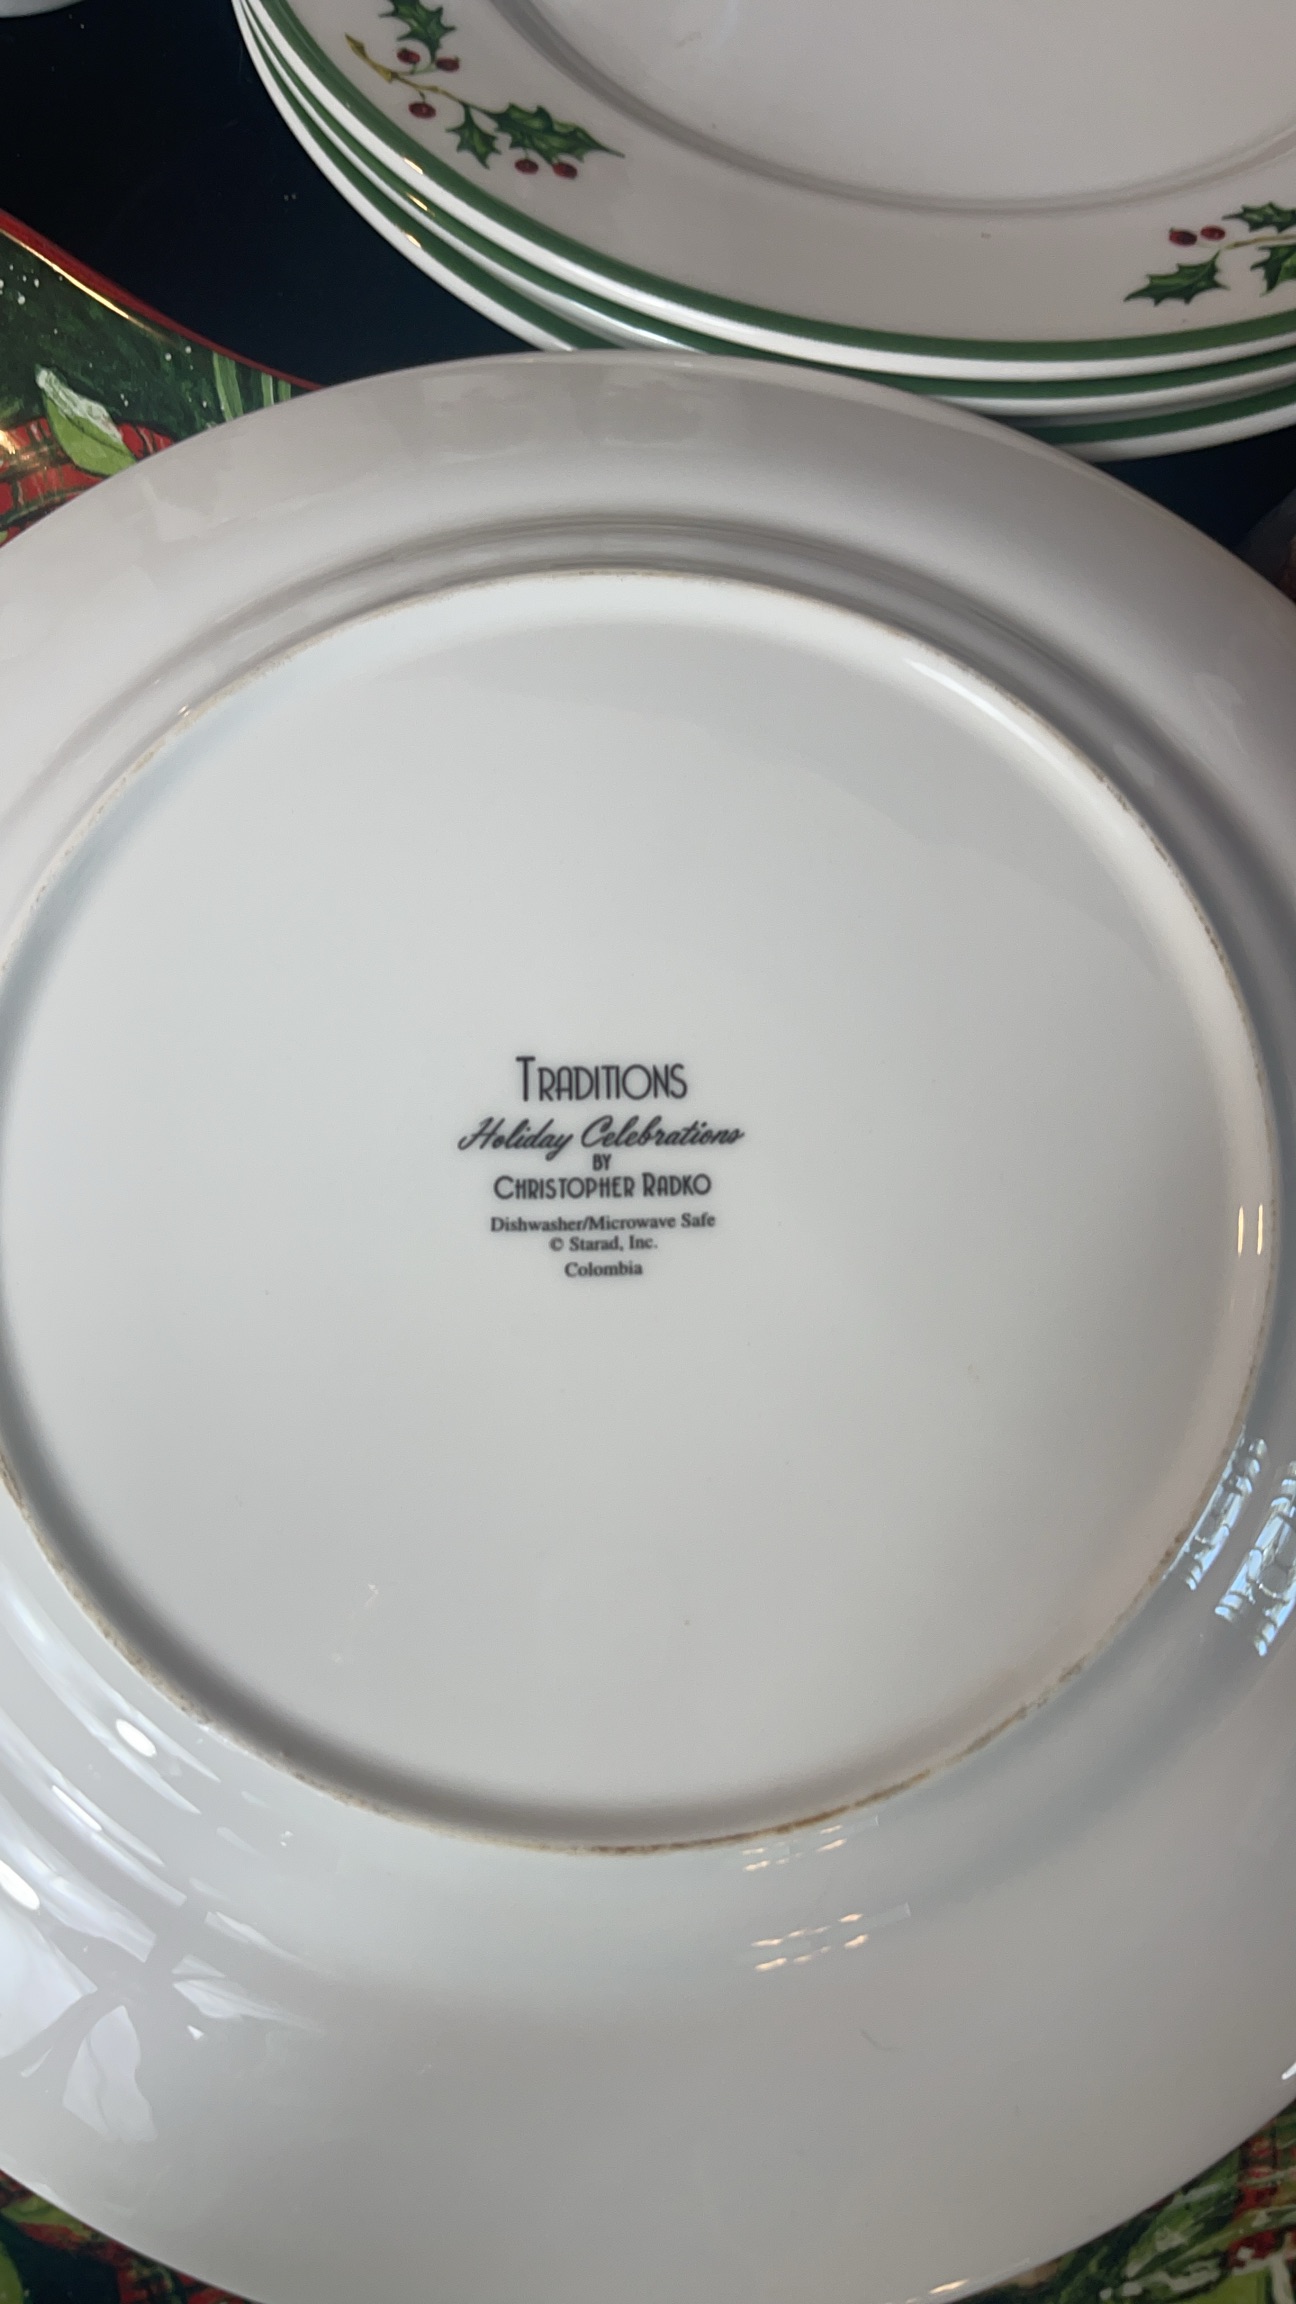 TRADITIONS
Holiday Celebrations
BY
CHRISTOPHER RADKO
Dishwasher/Microwave Safe
© Starad, Inc.
Colombia